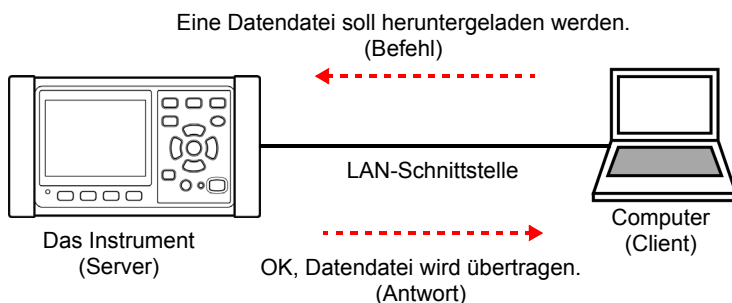 Eine Datendatei soll heruntergeladen werden.
(Befehl)
LAN-Schnittstelle
Das Instrument
(Server)
Computer
(Client)
OK, Datendatei wird übertragen.
(Antwort)